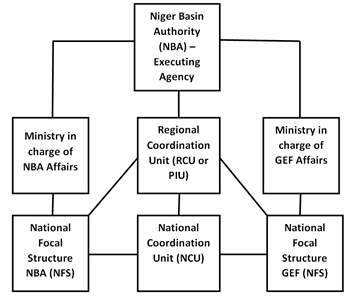 Niger Basin
Authority
(NBA) –
Executing
Agency
Ministry in
charge of
NBA Affairs
Regional
Coordination
Unit (RCU or
PIU)
Ministry in
charge of
GEF Affairs
National
Focal
Structure
NBA (NFS)
National
Coordination
Unit (NCU)
National
Focal
Structure
GEF (NFS)